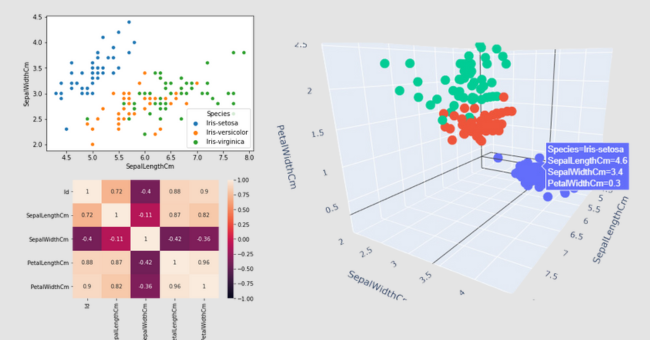 4.5
4.0
3.5
3.0
2.5
2.0
SepalWidthCm
Species
Iris-setosa
Iris-versicolor
Iris-virginica
4.5 5.0 5.5 6.0 6.5 7.0 7.5 8.0
SepalLengthCm
Id 1 0.72 -0.4 0.88 0.9
SepalLengthCm 0.72 1 -0.11 0.87 0.82
SepalWidthCm -0.4 -0.11 1 -0.42 -0.36
PetalLengthCm 0.88 0.87 -0.42 1 0.96
PetalWidthCm 0.9 0.82 -0.36 0.96 1
Id
epalLengthCm
epalWidthCm
etalLengthCm
etalWidthCm
1.00
0.75
0.50
0.25
0.00
-0.25
-0.50
-0.75
-1.00
2.5
2
1.5
1
0.5
PetalWidthCm
2
2.5
3
3.5
4
SepalWidthCm
5.5
6
6.5
7
7.5
SepalLengthCm
Species=Iris-setosa
SepalLengthCm=4.6
SepalWidthCm=3.4
PetalWidthCm=0.3